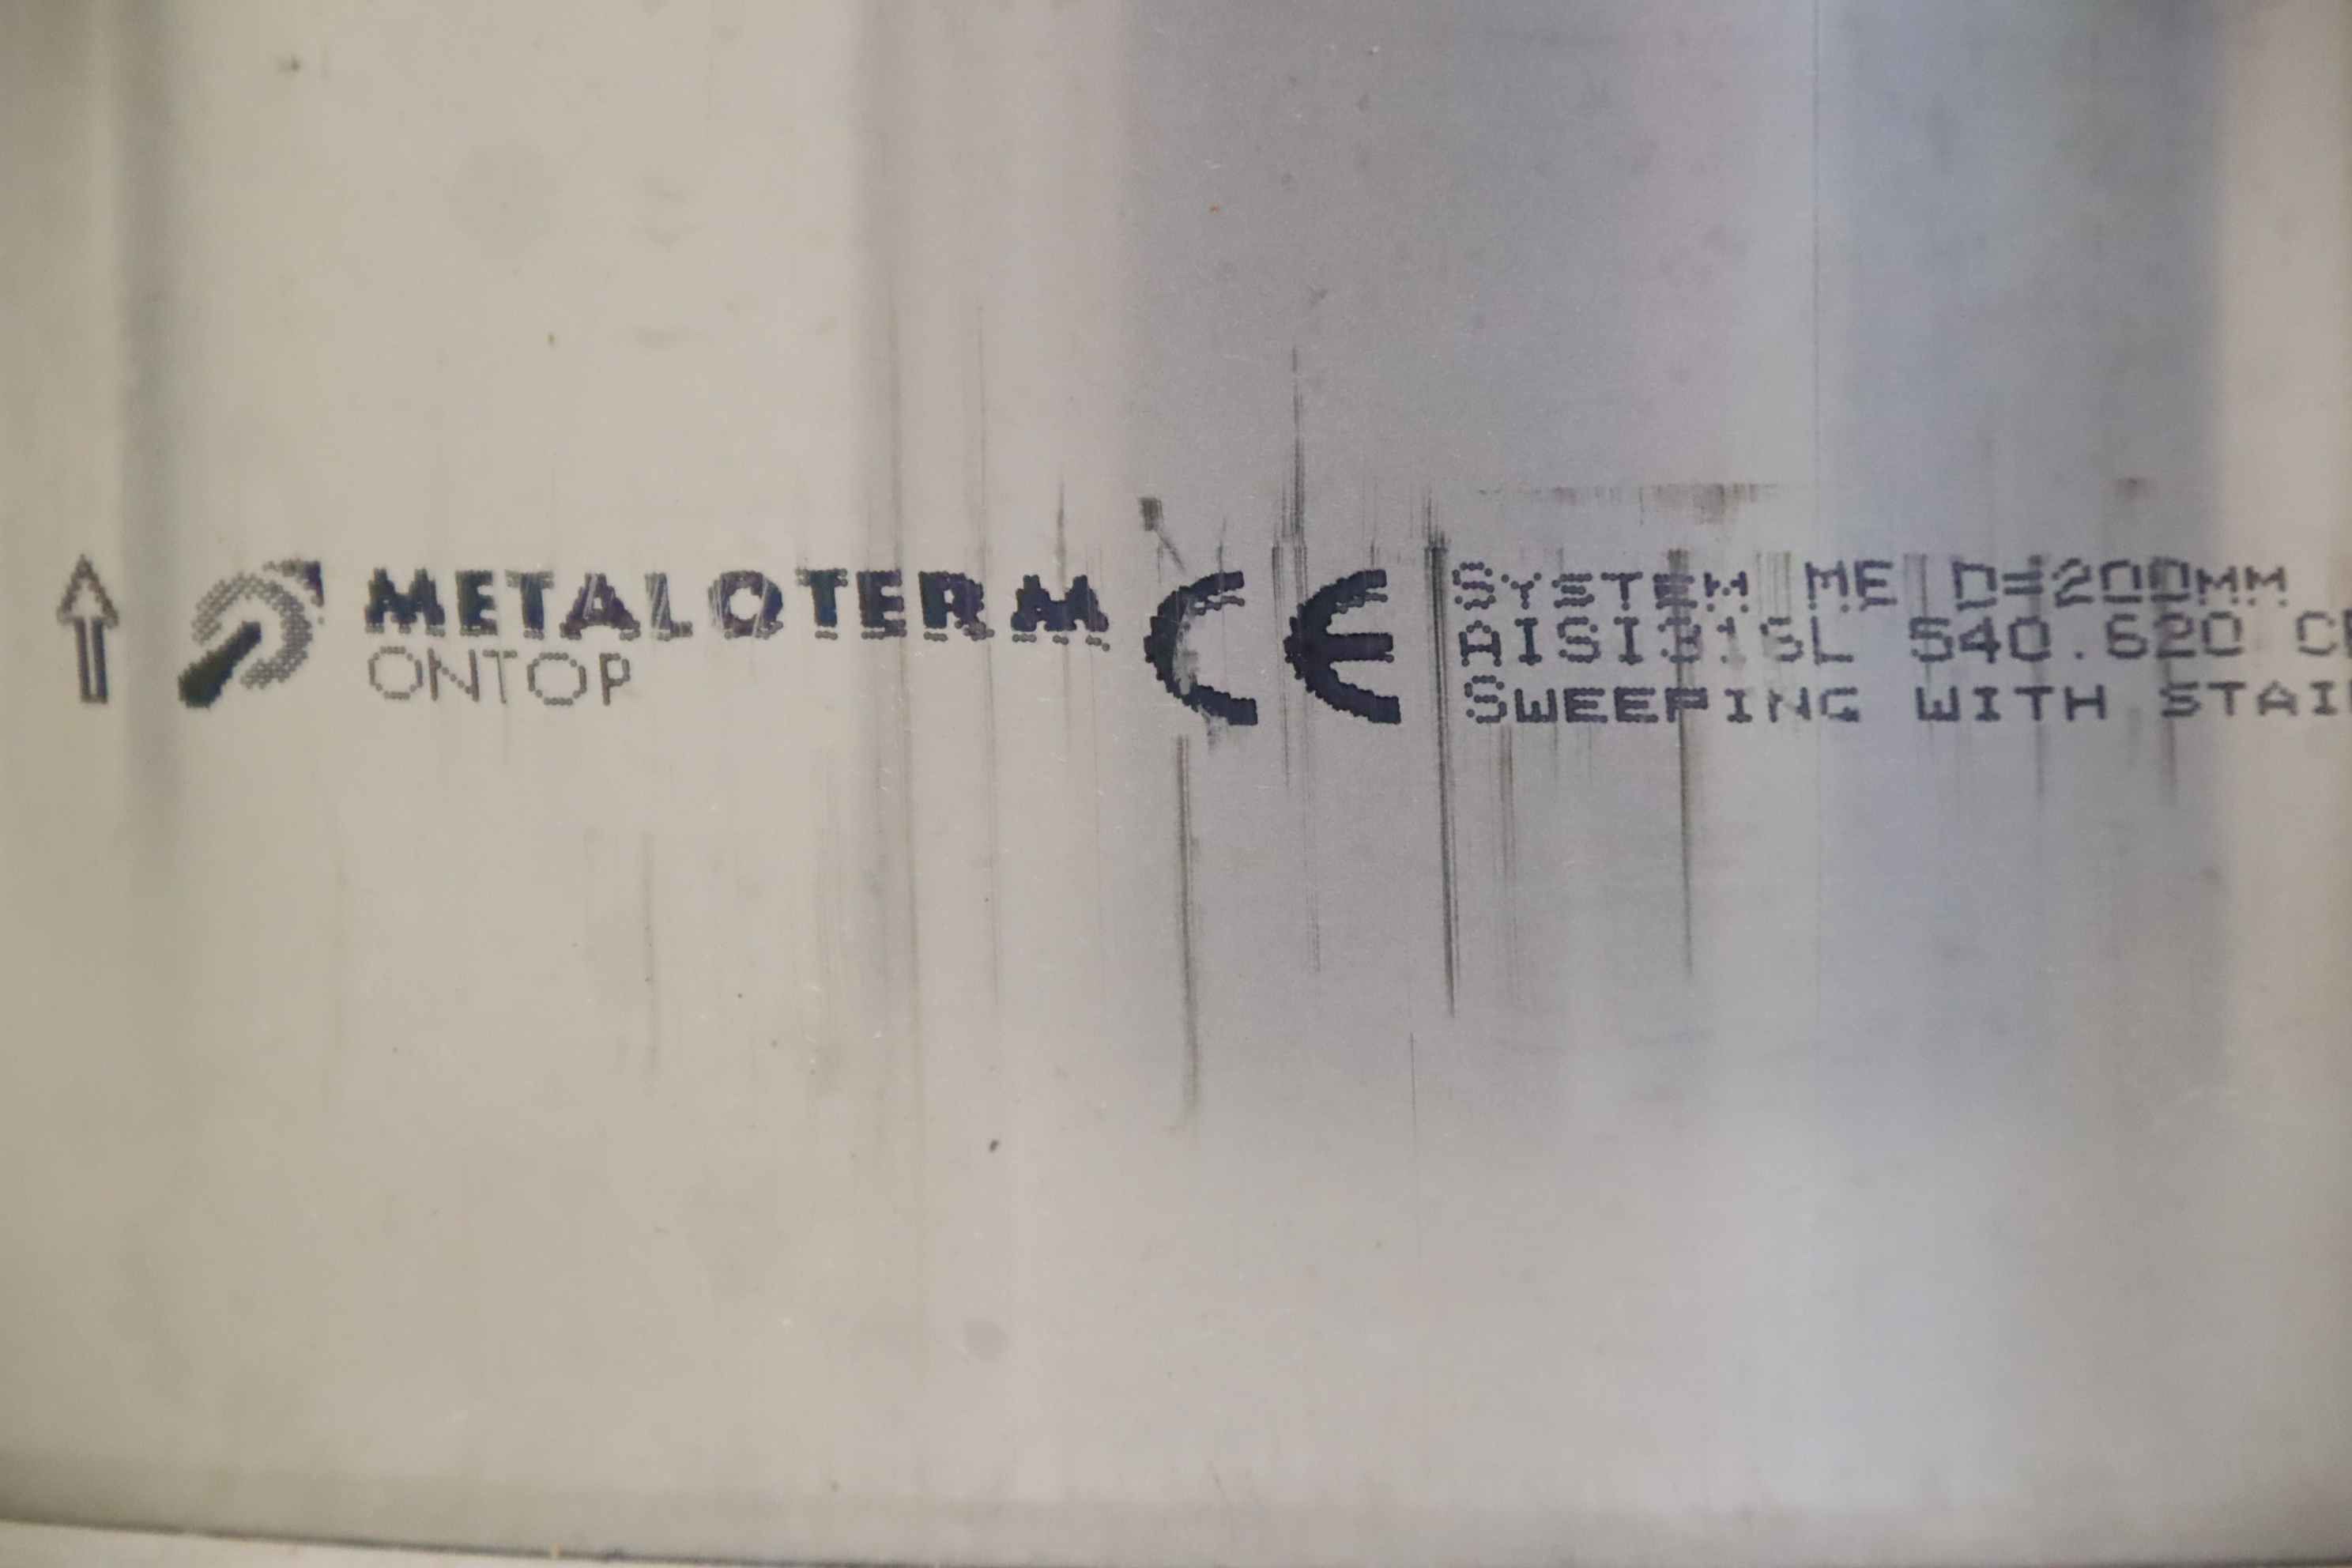 METALOTERM
ONTOP
CE
SYSTEM ME D=200MM
AISI316L 540.620
SWEEPING WITH